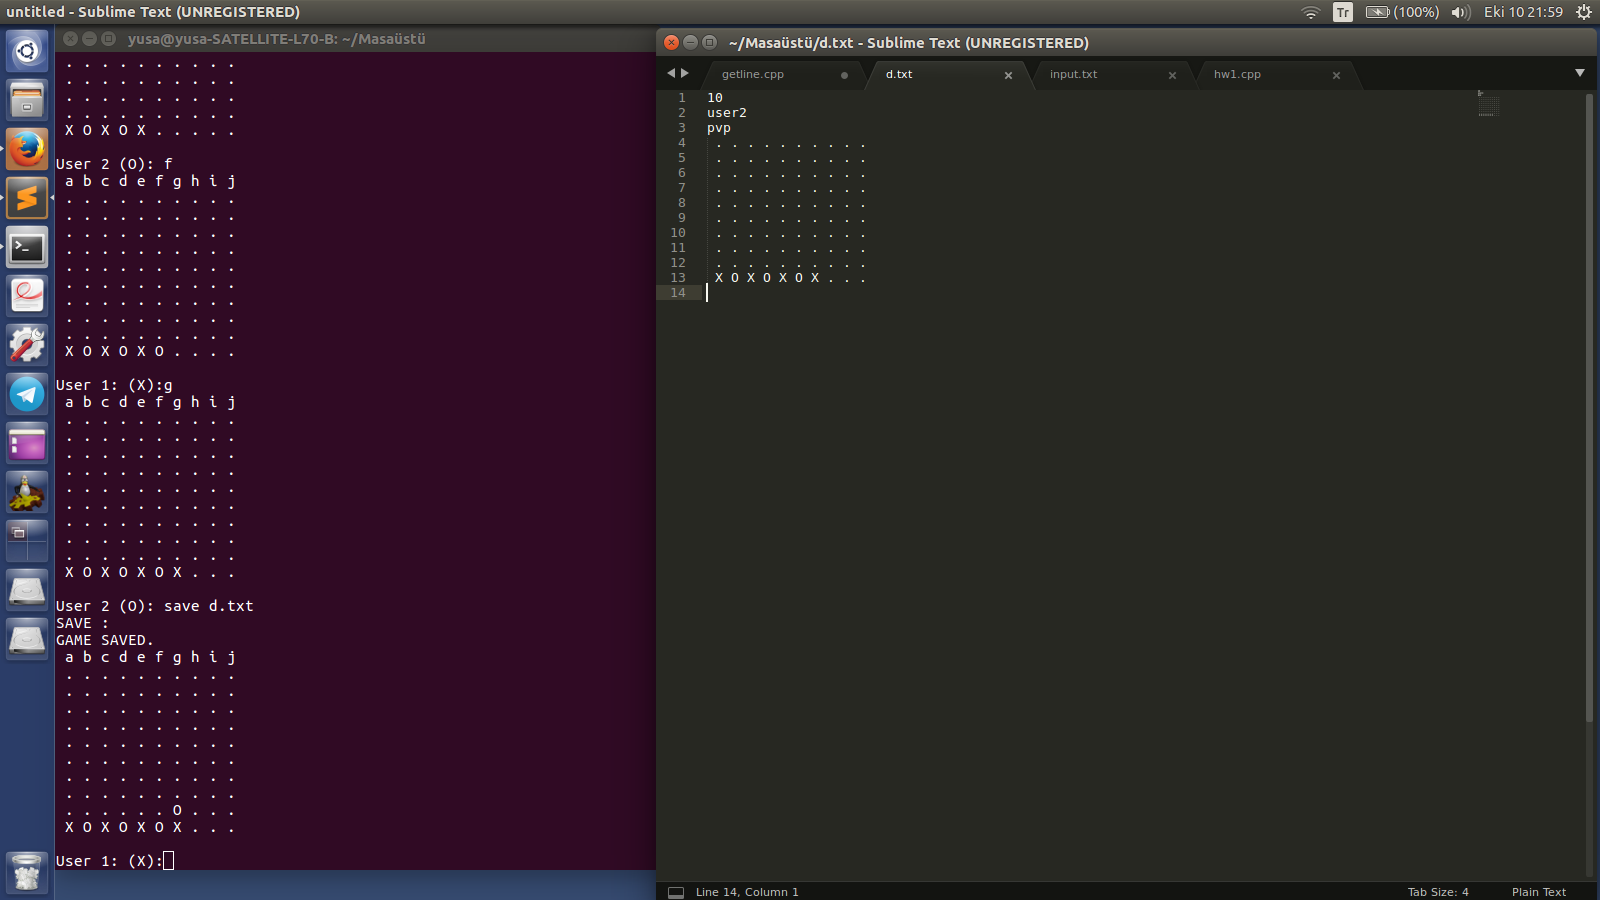 untitled - Sublime Text (UNREGISTERED)
Tr (100%) Eki 10 21:59
yusa@yusa-SATELLITE-L70-B: ~/Masaüstü
. . . . . . . . . .
. . . . . . . . . .
. . . . . . . . . .
. . . . . . . . . .
X O X O X . . . . .
User 2 (O): f
a b c d e f g h i j
. . . . . . . . . .
. . . . . . . . . .
. . . . . . . . . .
. . . . . . . . . .
. . . . . . . . . .
. . . . . . . . . .
. . . . . . . . . .
. . . . . . . . . .
. . . . . . . . . .
X O X O X O . . . .
User 1: (X):g
a b c d e f g h i j
. . . . . . . . . .
. . . . . . . . . .
. . . . . . . . . .
. . . . . . . . . .
. . . . . . . . . .
. . . . . . . . . .
. . . . . . . . . .
. . . . . . . . . .
. . . . . . . . . .
X O X O X O X . . .
User 2 (O): save d.txt
SAVE :
GAME SAVED.
a b c d e f g h i j
. . . . . . . . . .
. . . . . . . . . .
. . . . . . . . . .
. . . . . . . . . .
. . . . . . . . . .
. . . . . . . . . .
. . . . . . . . . .
. . . . . . . . . .
. . . . . . O . . .
X O X O X O X . . .
User 1: (X):
~/Masaüstü/d.txt - Sublime Text (UNREGISTERED)
getline.cpp d.txt input.txt hw1.cpp
1 10
2 user2
3 pvp
4 . . . . . . . . . .
5 . . . . . . . . . .
6 . . . . . . . . . .
7 . . . . . . . . . .
8 . . . . . . . . . .
9 . . . . . . . . . .
10 . . . . . . . . . .
11 . . . . . . . . . .
12 . . . . . . . . . .
13 X O X O X O X . . .
14
Line 14, Column 1 Tab Size: 4 Plain Text